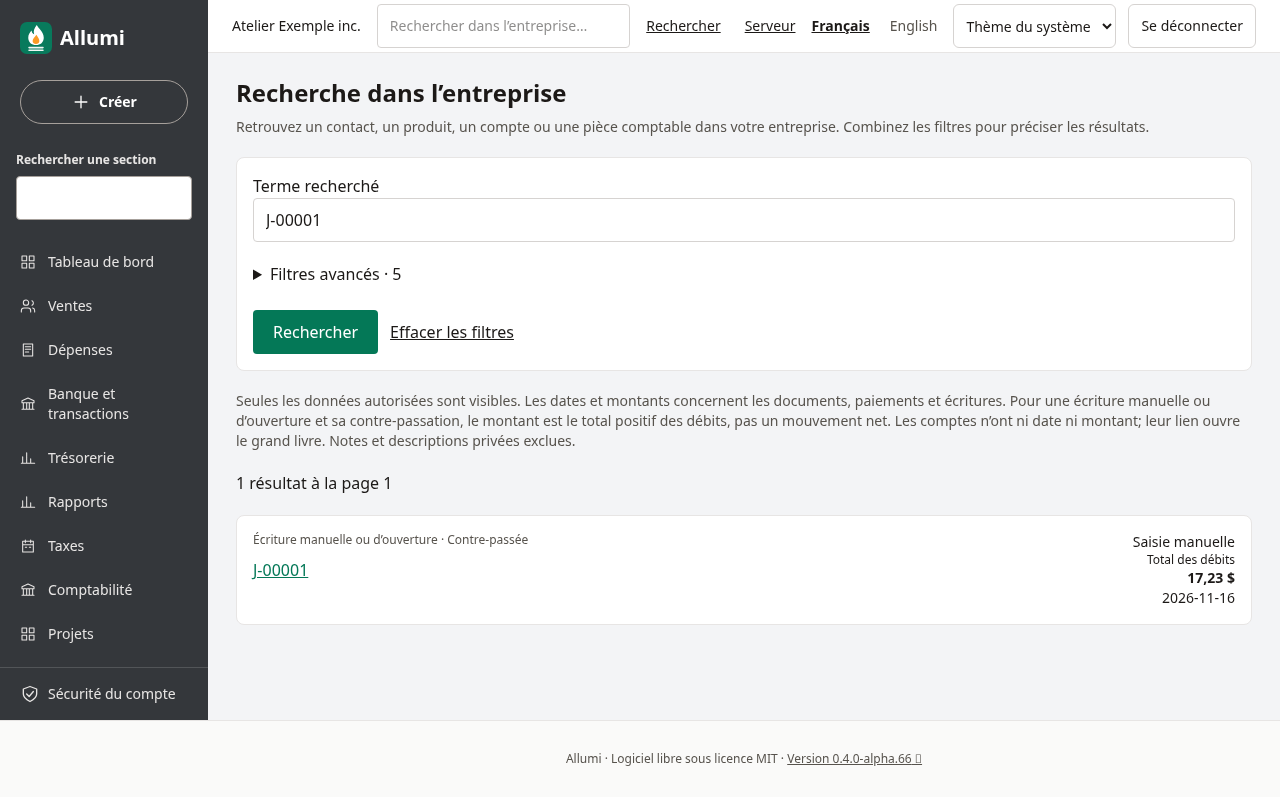 Allumi
Créer
Rechercher une section
Tableau de bord
Ventes
Dépenses
Banque et
transactions
Trésorerie
Rapports
Taxes
Comptabilité
Projets
Sécurité du compte
Atelier Exemple inc.
Rechercher dans l’entreprise…
Rechercher
Serveur
Français
English
Thème du système
Se déconnecter
Recherche dans l’entreprise
Retrouvez un contact, un produit, un compte ou une pièce comptable dans votre entreprise. Combinez les filtres pour préciser les résultats.
Terme recherché
J-00001
Filtres avancés · 5
Rechercher
Effacer les filtres
Seules les données autorisées sont visibles. Les dates et montants concernent les documents, paiements et écritures. Pour une écriture manuelle ou
d’ouverture et sa contre-passation, le montant est le total positif des débits, pas un mouvement net. Les comptes n’ont ni date ni montant; leur lien ouvre
le grand livre. Notes et descriptions privées exclues.
1 résultat à la page 1
Écriture manuelle ou d’ouverture · Contre-passée
J-00001
Saisie manuelle
Total des débits
17,23 $
2026-11-16
Allumi · Logiciel libre sous licence MIT · Version 0.4.0-alpha.66